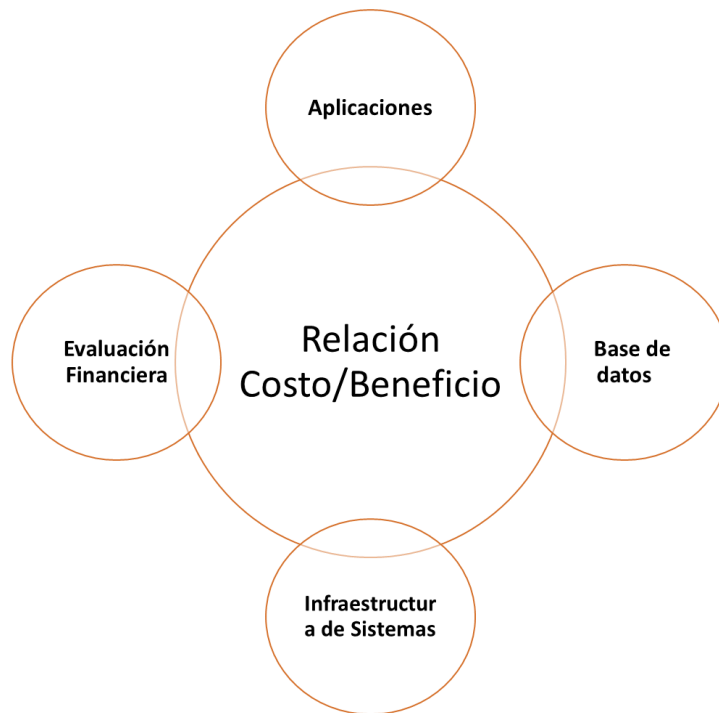 Aplicaciones
Evaluación
Financiera
Relación
Costo/Beneficio
Base de
datos
Infraestructur
a de Sistemas